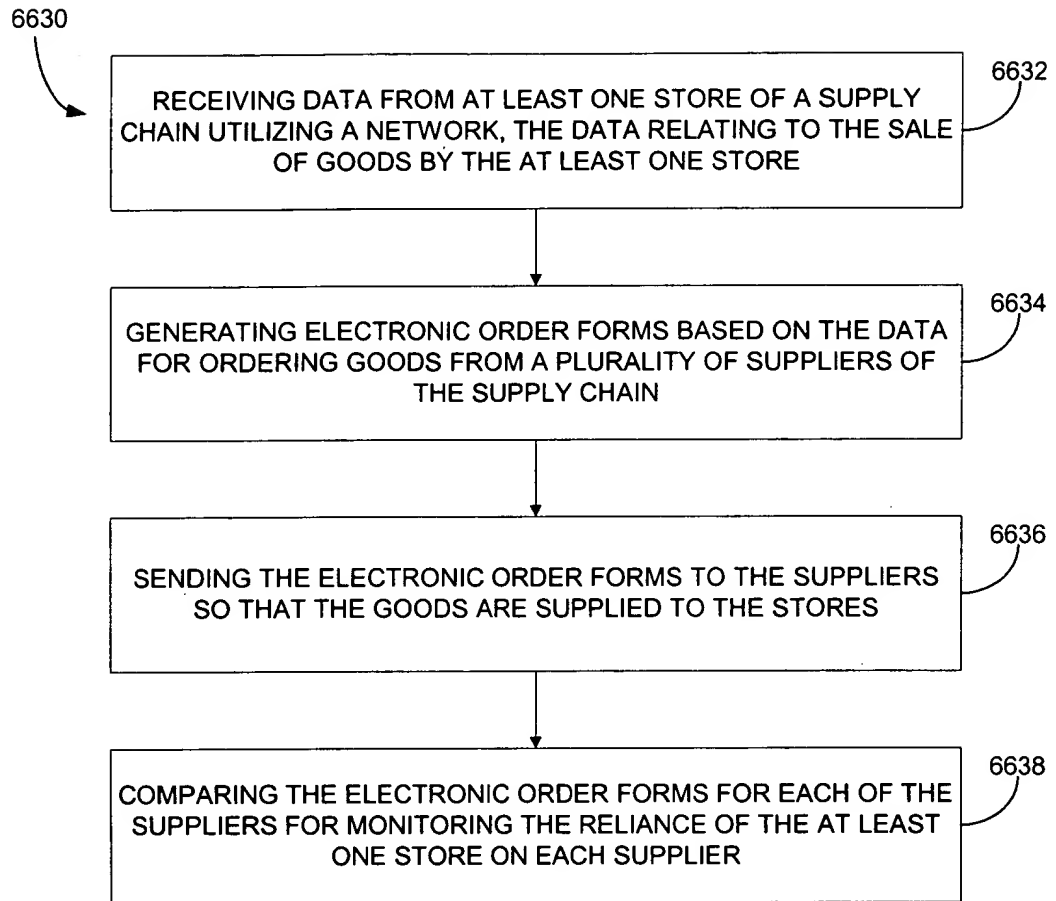 6630
6632
RECEIVING DATA FROM AT LEAST ONE STORE OF A SUPPLY
CHAIN UTILIZING A NETWORK, THE DATA RELATING TO THE SALE
OF GOODS BY THE AT LEAST ONE STORE
6634
GENERATING ELECTRONIC ORDER FORMS BASED ON THE DATA
FOR ORDERING GOODS FROM A PLURALITY OF SUPPLIERS OF
THE SUPPLY CHAIN
6636
SENDING THE ELECTRONIC ORDER FORMS TO THE SUPPLIERS
SO THAT THE GOODS ARE SUPPLIED TO THE STORES
6638
COMPARING THE ELECTRONIC ORDER FORMS FOR EACH OF THE
SUPPLIERS FOR MONITORING THE RELIANCE OF THE AT LEAST
ONE STORE ON EACH SUPPLIER